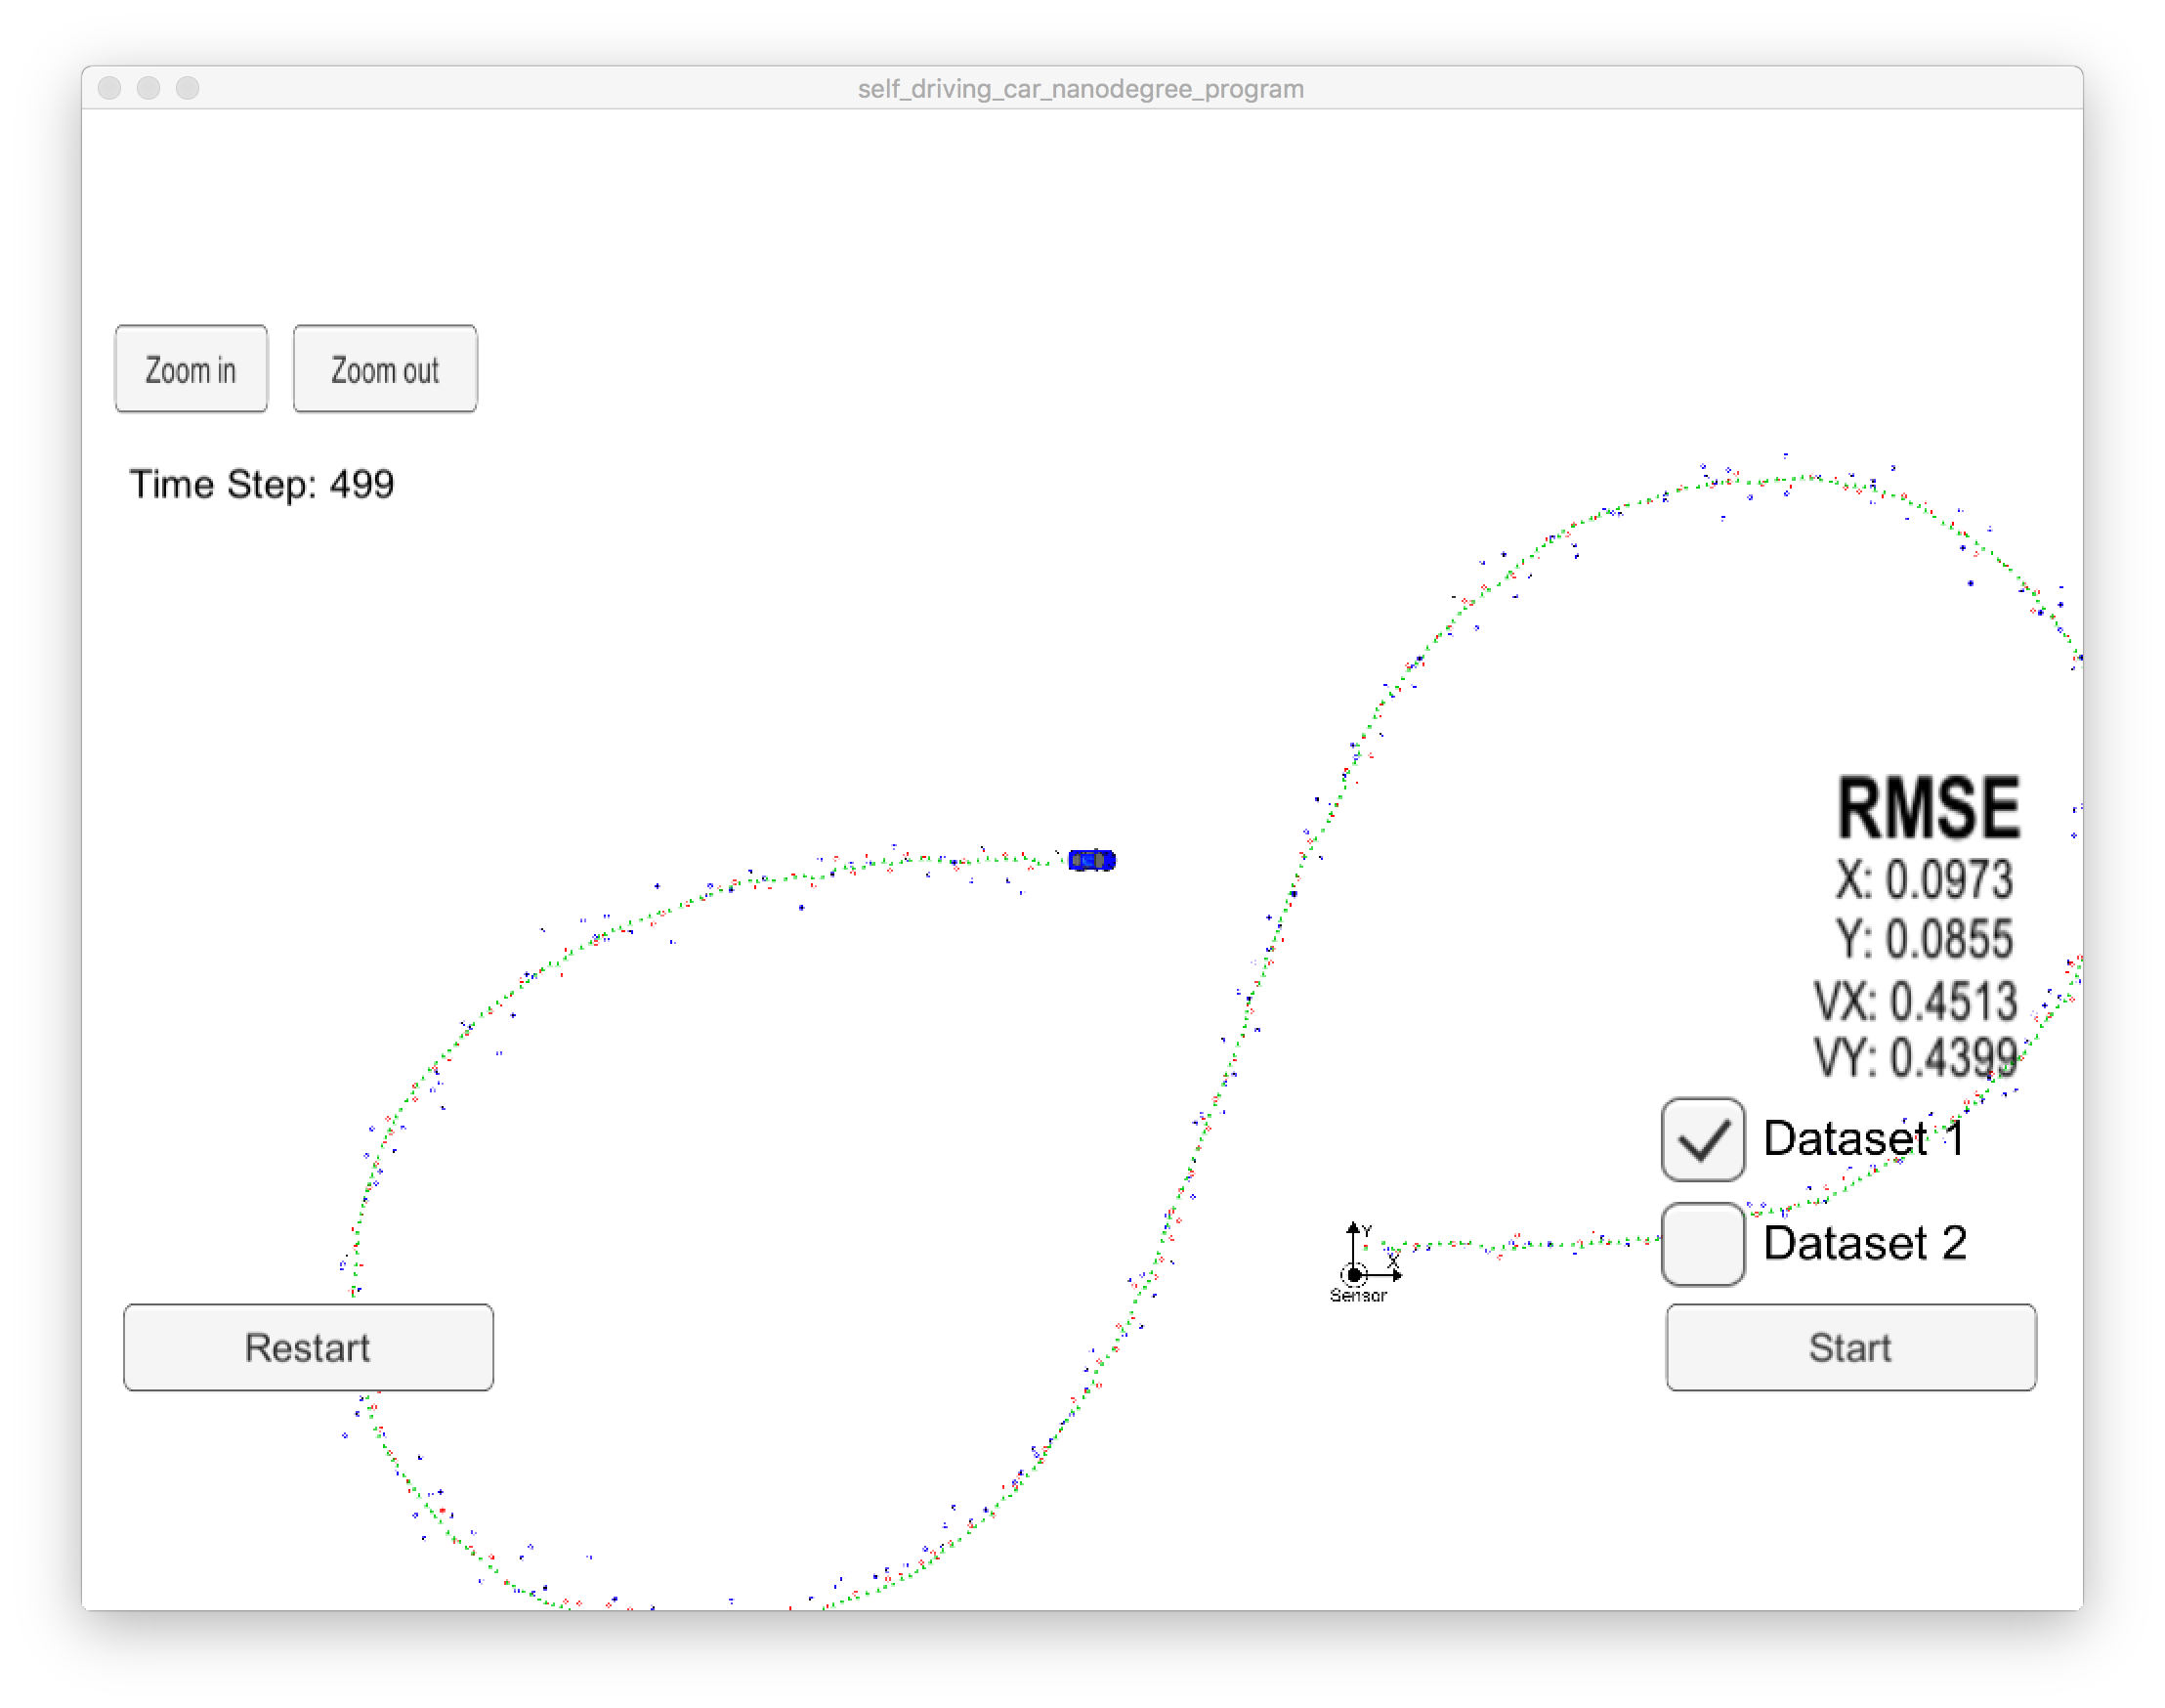 self_driving_car_nanodegree_program
Zoom in
Zoom out
Time Step: 499
RMSE
X: 0.0973
Y: 0.0855
VX: 0.4513
VY: 0.4399
Dataset 1
Y
X
Sensor
Dataset 2
Restart
Start